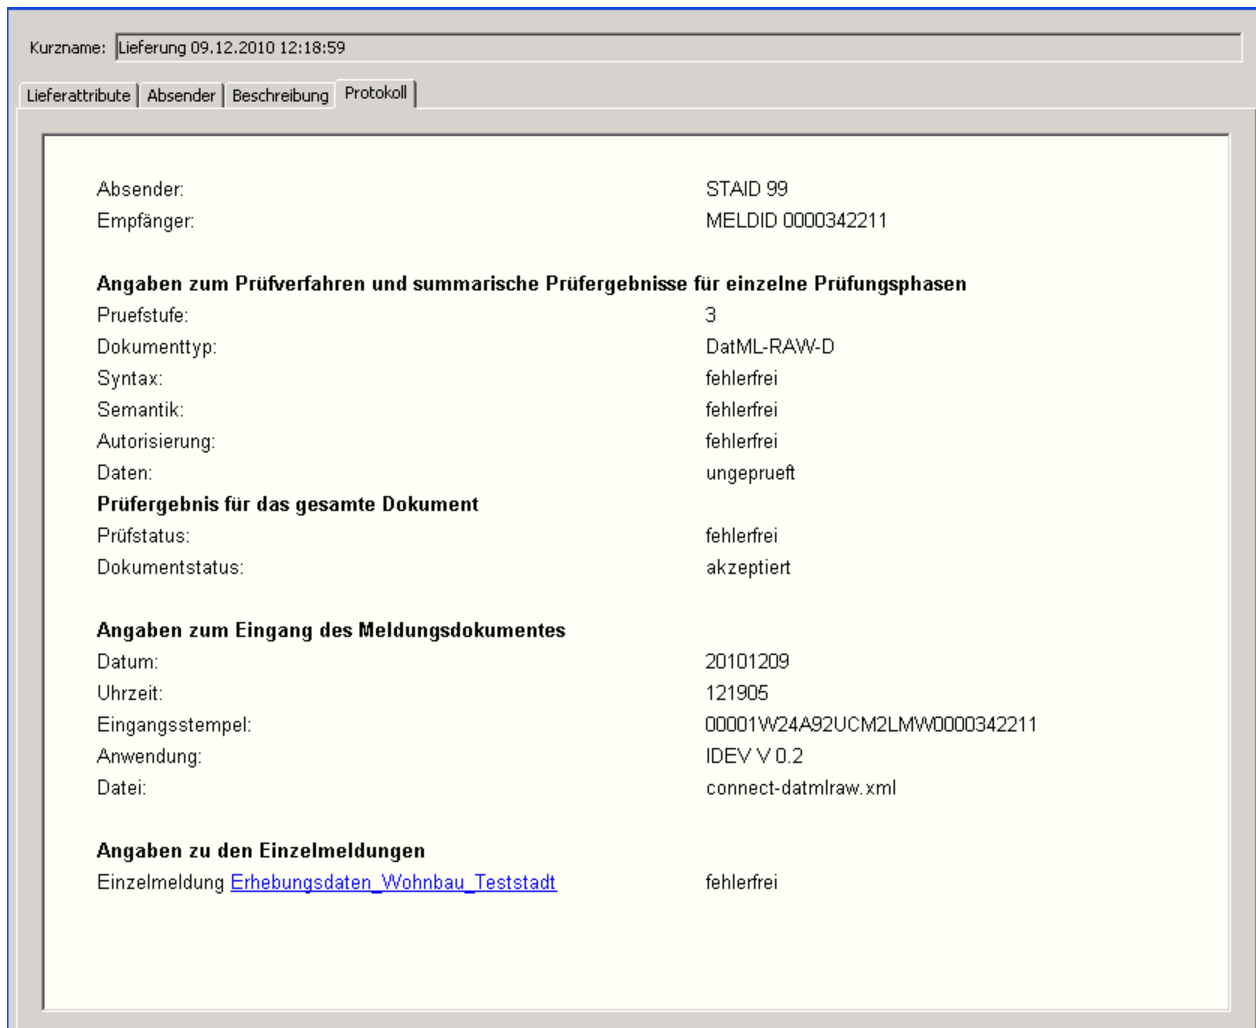 Kurzname: Lieferung 09.12.2010 12:18:59
Lieferattribute Absender Beschreibung Protokoll
Absender: STAID 99
Empfänger: MELDID 0000342211
Angaben zum Prüfverfahren und summarische Prüfergebnisse für einzelne Prüfungsphasen
Pruefstufe: 3
Dokumenttyp: DatML-RAW-D
Syntax: fehlerfrei
Semantik: fehlerfrei
Autorisierung: fehlerfrei
Daten: ungeprueft
Prüfergebnis für das gesamte Dokument
Prüfstatus: fehlerfrei
Dokumentstatus: akzeptiert
Angaben zum Eingang des Meldungsdokumentes
Datum: 20101209
Uhrzeit: 121905
Eingangsstempel: 00001W24A92UCM2LMW0000342211
Anwendung: IDEV V 0.2
Datei: connect-datmlraw.xml
Angaben zu den Einzelmeldungen
Einzelmeldung Erhebungsdaten_Wohnbau_Teststadt fehlerfrei